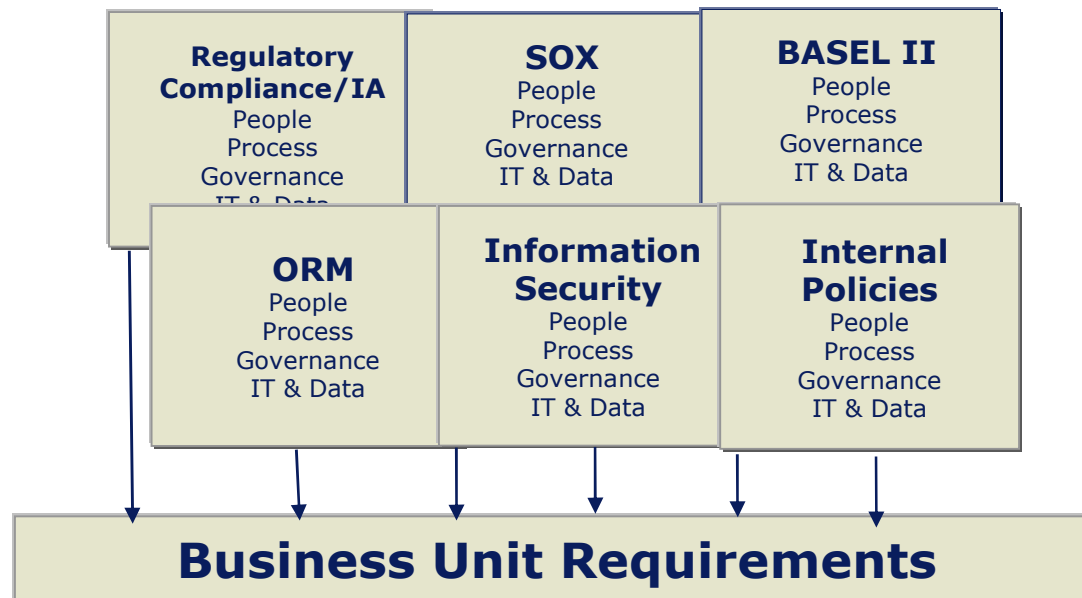 Regulatory
Compliance/IA
People
Process
Governance
IT & Data
SOX
People
Process
Governance
IT & Data
BASEL II
People
Process
Governance
IT & Data
ORM
People
Process
Governance
IT & Data
Information
Security
People
Process
Governance
IT & Data
Internal
Policies
People
Process
Governance
IT & Data
Business Unit Requirements